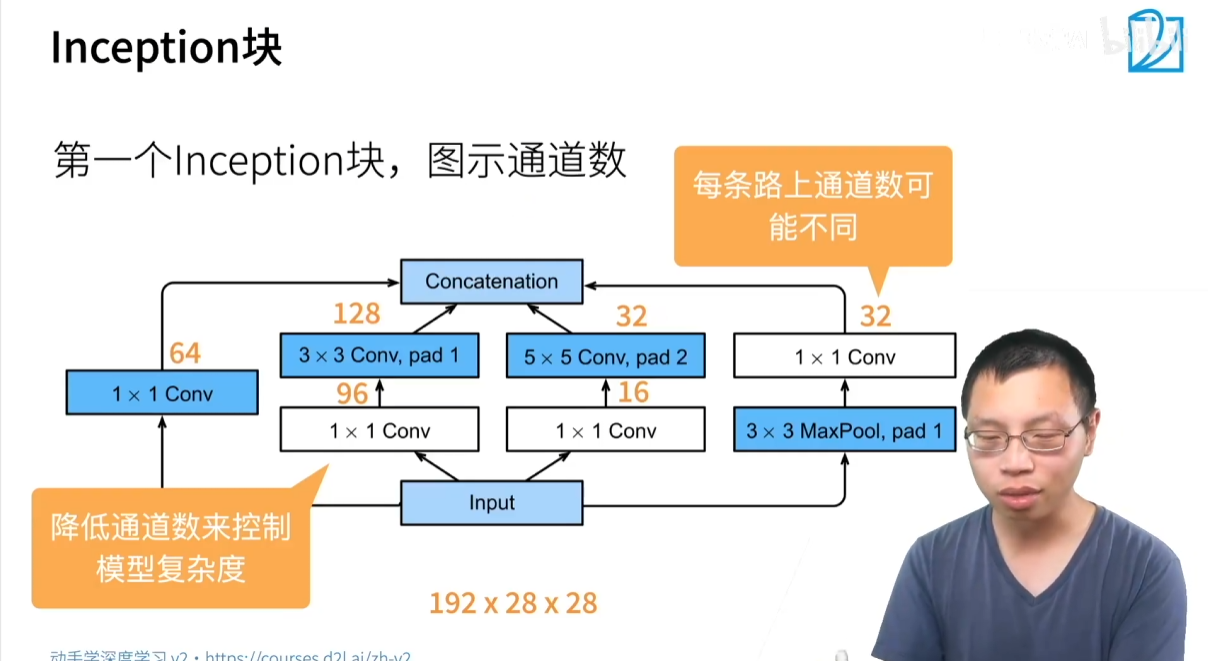 Inception块
bilibili
第一个Inception块，图示通道数
每条路上通道数可
能不同
Concatenation
128
32
32
64
3 × 3 Conv, pad 1
5 × 5 Conv, pad 2
1 × 1 Conv
1 × 1 Conv
96
16
1 × 1 Conv
1 × 1 Conv
3 × 3 MaxPool, pad 1
Input
降低通道数来控制
模型复杂度
192 x 28 x 28
动手学深度学习 v2 · https://courses.d2l.ai/zh-v2